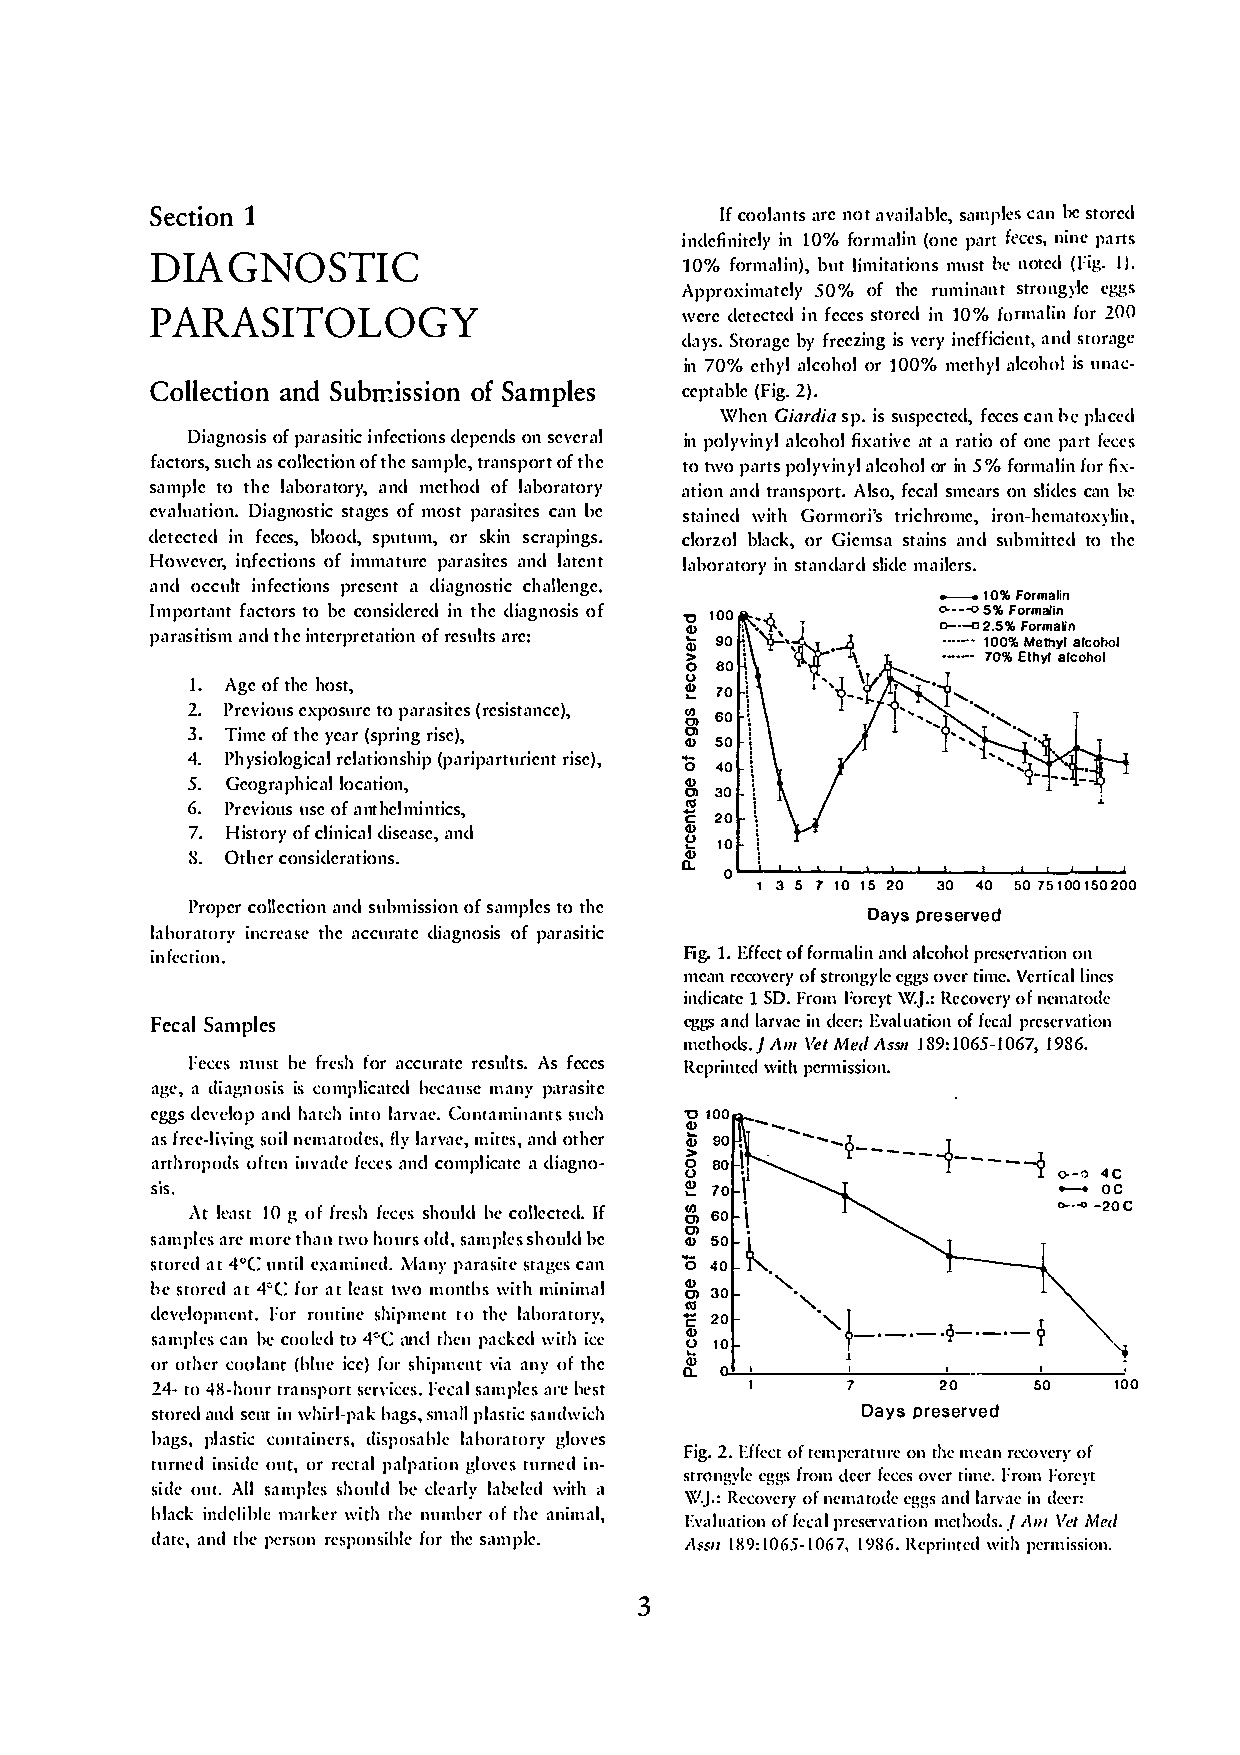 Section 1
DIAGNOSTIC
PARASITOLOGY
Collection and Submission of Samples
Diagnosis of parasitic infections depends on several
factors, such as collection of the sample, transport of the
sample to the laboratory, and method of laboratory
evaluation. Diagnostic stages of most parasites can be
detected in feces, blood, sputum, or skin scrapings.
However, infections of immature parasites and latent
and occult infections present a diagnostic challenge.
Important factors to be considered in the diagnosis of
parasitism and the interpretation of results are:
1. Age of the host,
2. Previous exposure to parasites (resistance),
3. Time of the year (spring rise),
4. Physiological relationship (pariparturient rise),
5. Geographical location,
6. Previous use of anthelmintics,
7. History of clinical disease, and
8. Other considerations.
Proper collection and submission of samples to the
laboratory increase the accurate diagnosis of parasitic
infection.
Fecal Samples
Feces must be fresh for accurate results. As feces
age, a diagnosis is complicated because many parasite
eggs develop and hatch into larvae. Contaminants such
as free-living soil nematodes, fly larvae, mites, and other
arthropods often invade feces and complicate a diagno-
sis.
At least 10 g of fresh feces should be collected. If
samples are more than two hours old, samples should be
stored at 4°C until examined. Many parasite stages can
be stored at 4°C for at least two months with minimal
development. For routine shipment to the laboratory,
samples can be cooled to 4°C and then packed with ice
or other coolant (blue ice) for shipment via any of the
24- to 48-hour transport services. Fecal samples are best
stored and sent in whirl-pak bags, small plastic sandwich
bags, plastic containers, disposable laboratory gloves
turned inside out, or rectal palpation gloves turned in-
side out. All samples should be clearly labeled with a
black indelible marker with the number of the animal,
date, and the person responsible for the sample.
If coolants are not available, samples can be stored
indefinitely in 10% formalin (one part feces, nine parts
10% formalin), but limitations must be noted (Fig. 1).
Approximately 50% of the ruminant strongyle eggs
were detected in feces stored in 10% formalin for 200
days. Storage by freezing is very inefficient, and storage
in 70% ethyl alcohol or 100% methyl alcohol is unac-
ceptable (Fig. 2).
When Giardia sp. is suspected, feces can be placed
in polyvinyl alcohol fixative at a ratio of one part feces
to two parts polyvinyl alcohol or in 5% formalin for fix-
ation and transport. Also, fecal smears on slides can be
stained with Gormori's trichrome, iron-hematoxylin,
clorzol black, or Giemsa stains and submitted to the
laboratory in standard slide mailers.
10% Formalin
5% Formalin
2.5% Formalin
100% Methyl alcohol
70% Ethyl alcohol
Percentage of eggs recovered
100
90
80
70
60
50
40
30
20
10
0
1 3 5 7 10 15 20 30 40 50 75 100 150 200
Days preserved
Fig. 1. Effect of formalin and alcohol preservation on
mean recovery of strongyle eggs over time. Vertical lines
indicate 1 SD. From Foreyt W.J.: Recovery of nematode
eggs and larvae in deer: Evaluation of fecal preservation
methods. J Am Vet Med Assn 189:1065-1067, 1986.
Reprinted with permission.
Percentage of eggs recovered
100
90
80
70
60
50
40
30
20
10
0
4C
0C
-20C
1 7 20 50 100
Days preserved
Fig. 2. Effect of temperature on the mean recovery of
strongyle eggs from deer feces over time. From Foreyt
W.J.: Recovery of nematode eggs and larvae in deer:
Evaluation of fecal preservation methods. J Am Vet Med
Assn 189:1065-1067, 1986. Reprinted with permission.
3